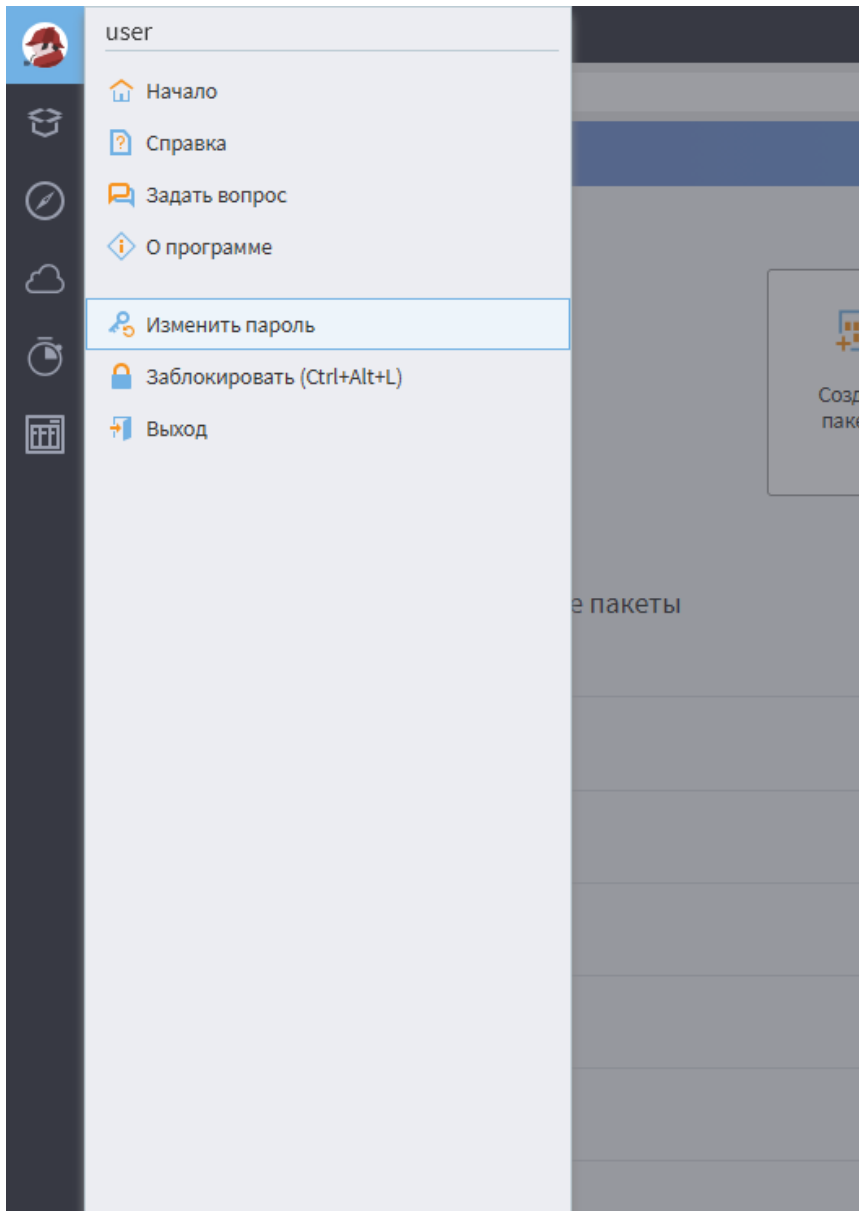 user
Начало
Справка
Задать вопрос
О программе
Изменить пароль
Заблокировать (Ctrl+Alt+L)
Выход
е пакеты